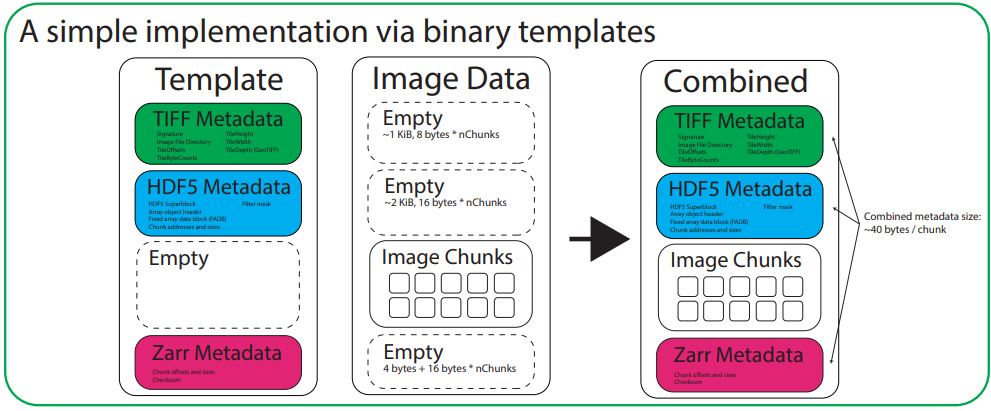 A simple implementation via binary templates
Template
TIFF Metadata
Signature
Image File Directory
TileOffsets
TileByteCounts
TileHeight
TileWidth
TileDepth (GeoTIFF)
HDF5 Metadata
HDF5 Superblock
Array object header
Fixed array data block (FADB)
Chunk addresses and sizes
Filter mask
Empty
Zarr Metadata
Chunk offsets and sizes
Checksum
Image Data
Empty
~1 KiB, 8 bytes * nChunks
Empty
~2 KiB, 16 bytes * nChunks
Image Chunks
Empty
4 bytes + 16 bytes * nChunks
Combined
TIFF Metadata
Signature
Image File Directory
TileOffsets
TileByteCounts
TileHeight
TileWidth
TileDepth (GeoTIFF)
HDF5 Metadata
HDF5 Superblock
Array object header
Fixed array data block (FADB)
Chunk addresses and sizes
Filter mask
Image Chunks
Zarr Metadata
Chunk offsets and sizes
Checksum
Combined metadata size:
~40 bytes / chunk